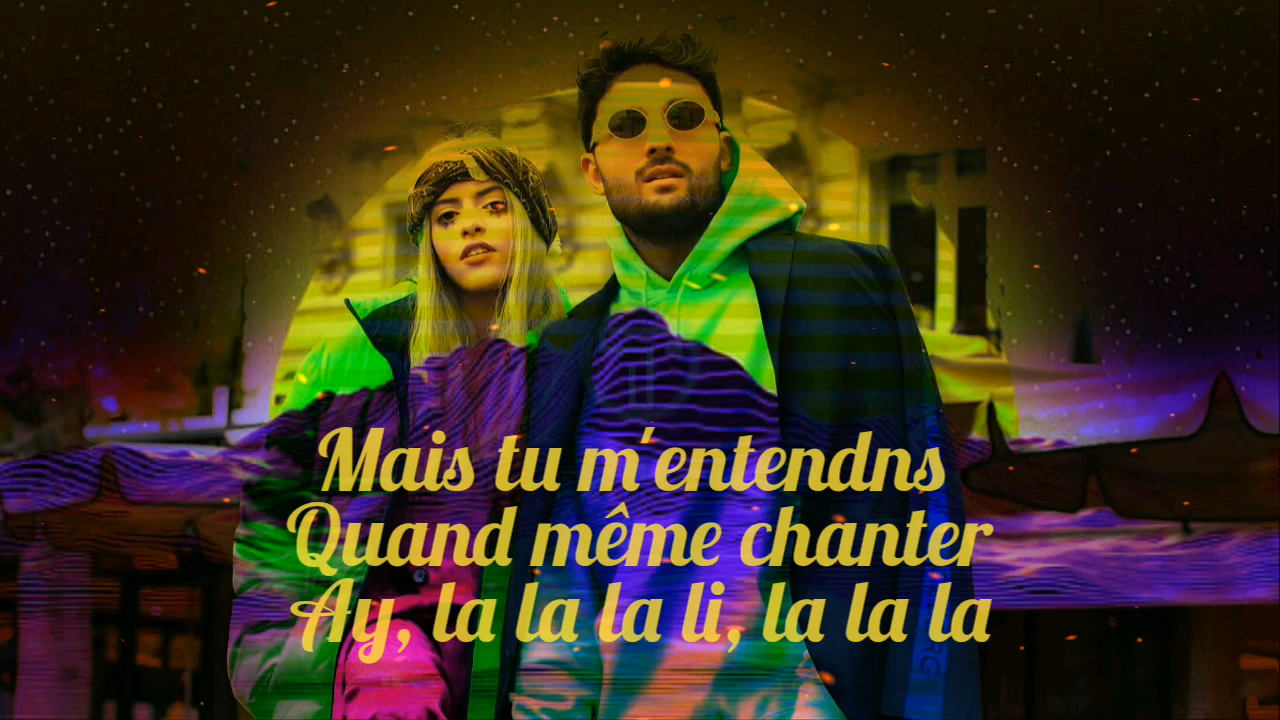 Mais tu m'entendns
Quand même chanter
Ay, la la la li, la la la